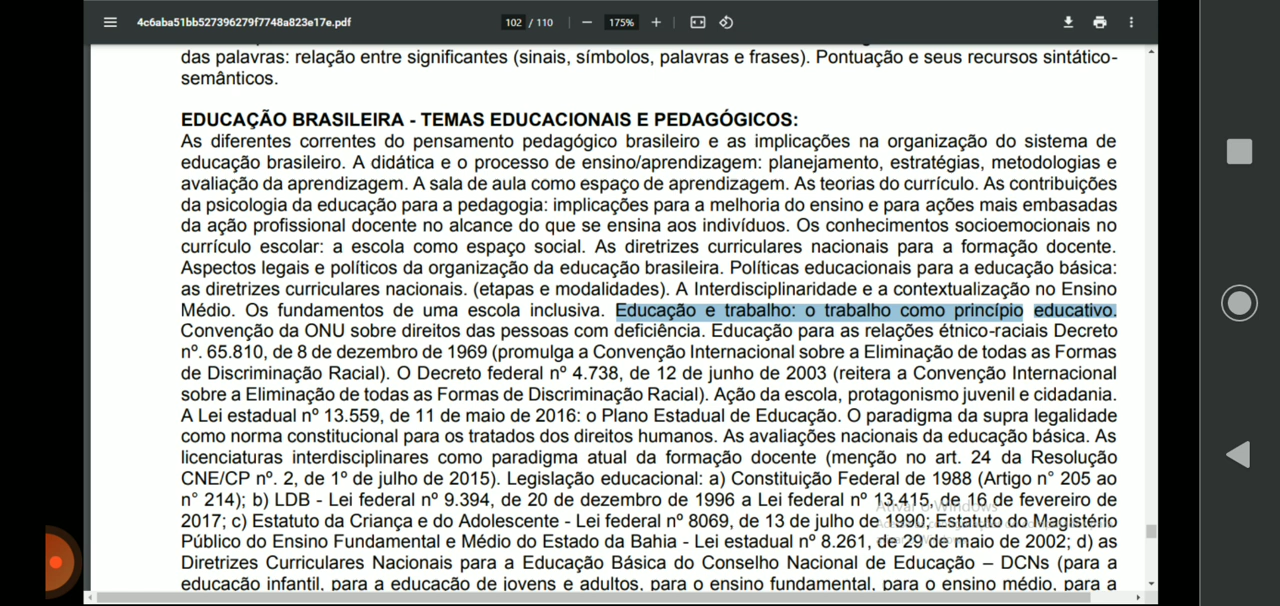 4c6aba51bb527396279f7748a823e17e.pdf
102 / 110
175%
das palavras: relação entre significantes (sinais, símbolos, palavras e frases). Pontuação e seus recursos sintático-
semânticos.
EDUCAÇÃO BRASILEIRA - TEMAS EDUCACIONAIS E PEDAGÓGICOS:
As diferentes correntes do pensamento pedagógico brasileiro e as implicações na organização do sistema de
educação brasileiro. A didática e o processo de ensino/aprendizagem: planejamento, estratégias, metodologias e
avaliação da aprendizagem. A sala de aula como espaço de aprendizagem. As teorias do currículo. As contribuições
da psicologia da educação para a pedagogia: implicações para a melhoria do ensino e para ações mais embasadas
da ação profissional docente no alcance do que se ensina aos indivíduos. Os conhecimentos socioemocionais no
currículo escolar: a escola como espaço social. As diretrizes curriculares nacionais para a formação docente.
Aspectos legais e políticos da organização da educação brasileira. Políticas educacionais para a educação básica:
as diretrizes curriculares nacionais. (etapas e modalidades). A Interdisciplinaridade e a contextualização no Ensino
Médio. Os fundamentos de uma escola inclusiva. Educação e trabalho: o trabalho como princípio educativo.
Convenção da ONU sobre direitos das pessoas com deficiência. Educação para as relações étnico-raciais Decreto
nº. 65.810, de 8 de dezembro de 1969 (promulga a Convenção Internacional sobre a Eliminação de todas as Formas
de Discriminação Racial). O Decreto federal nº 4.738, de 12 de junho de 2003 (reitera a Convenção Internacional
sobre a Eliminação de todas as Formas de Discriminação Racial). Ação da escola, protagonismo juvenil e cidadania.
A Lei estadual nº 13.559, de 11 de maio de 2016: o Plano Estadual de Educação. O paradigma da supra legalidade
como norma constitucional para os tratados dos direitos humanos. As avaliações nacionais da educação básica. As
licenciaturas interdisciplinares como paradigma atual da formação docente (menção no art. 24 da Resolução
CNE/CP nº. 2, de 1º de julho de 2015). Legislação educacional: a) Constituição Federal de 1988 (Artigo n° 205 ao
n° 214); b) LDB - Lei federal nº 9.394, de 20 de dezembro de 1996 a Lei federal nº 13.415, de 16 de fevereiro de
2017; c) Estatuto da Criança e do Adolescente - Lei federal nº 8069, de 13 de julho de 1990; Estatuto do Magistério
Público do Ensino Fundamental e Médio do Estado da Bahia - Lei estadual nº 8.261, de 29 de maio de 2002; d) as
Diretrizes Curriculares Nacionais para a Educação Básica do Conselho Nacional de Educação – DCNs (para a
educação infantil, para a educação de jovens e adultos, para o ensino fundamental, para o ensino médio, para a
Ativar o Windows